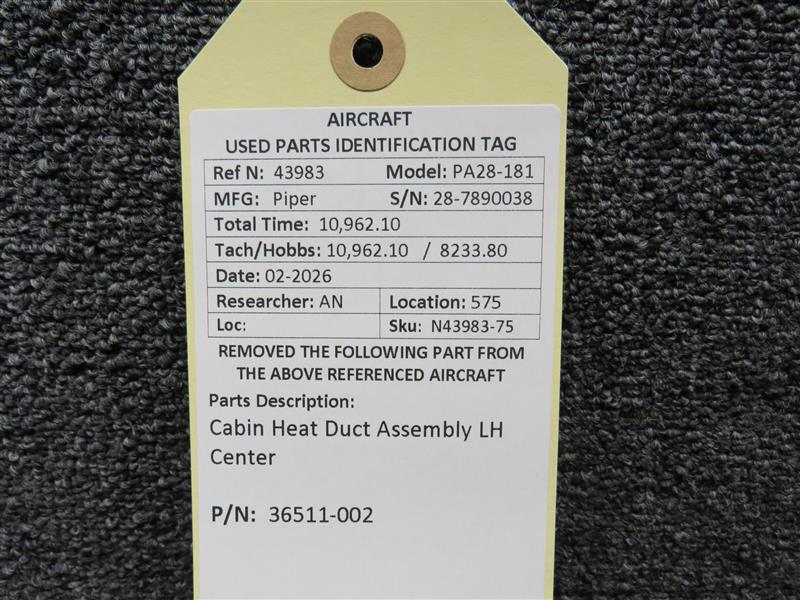 AIRCRAFT
USED PARTS IDENTIFICATION TAG
Ref N: 43983 Model: PA28-181
MFG: Piper S/N: 28-7890038
Total Time: 10,962.10
Tach/Hobbs: 10,962.10 / 8233.80
Date: 02-2026
Researcher: AN Location: 575
Loc: Sku: N43983-75
REMOVED THE FOLLOWING PART FROM
THE ABOVE REFERENCED AIRCRAFT
Parts Description:
Cabin Heat Duct Assembly LH
Center
P/N: 36511-002